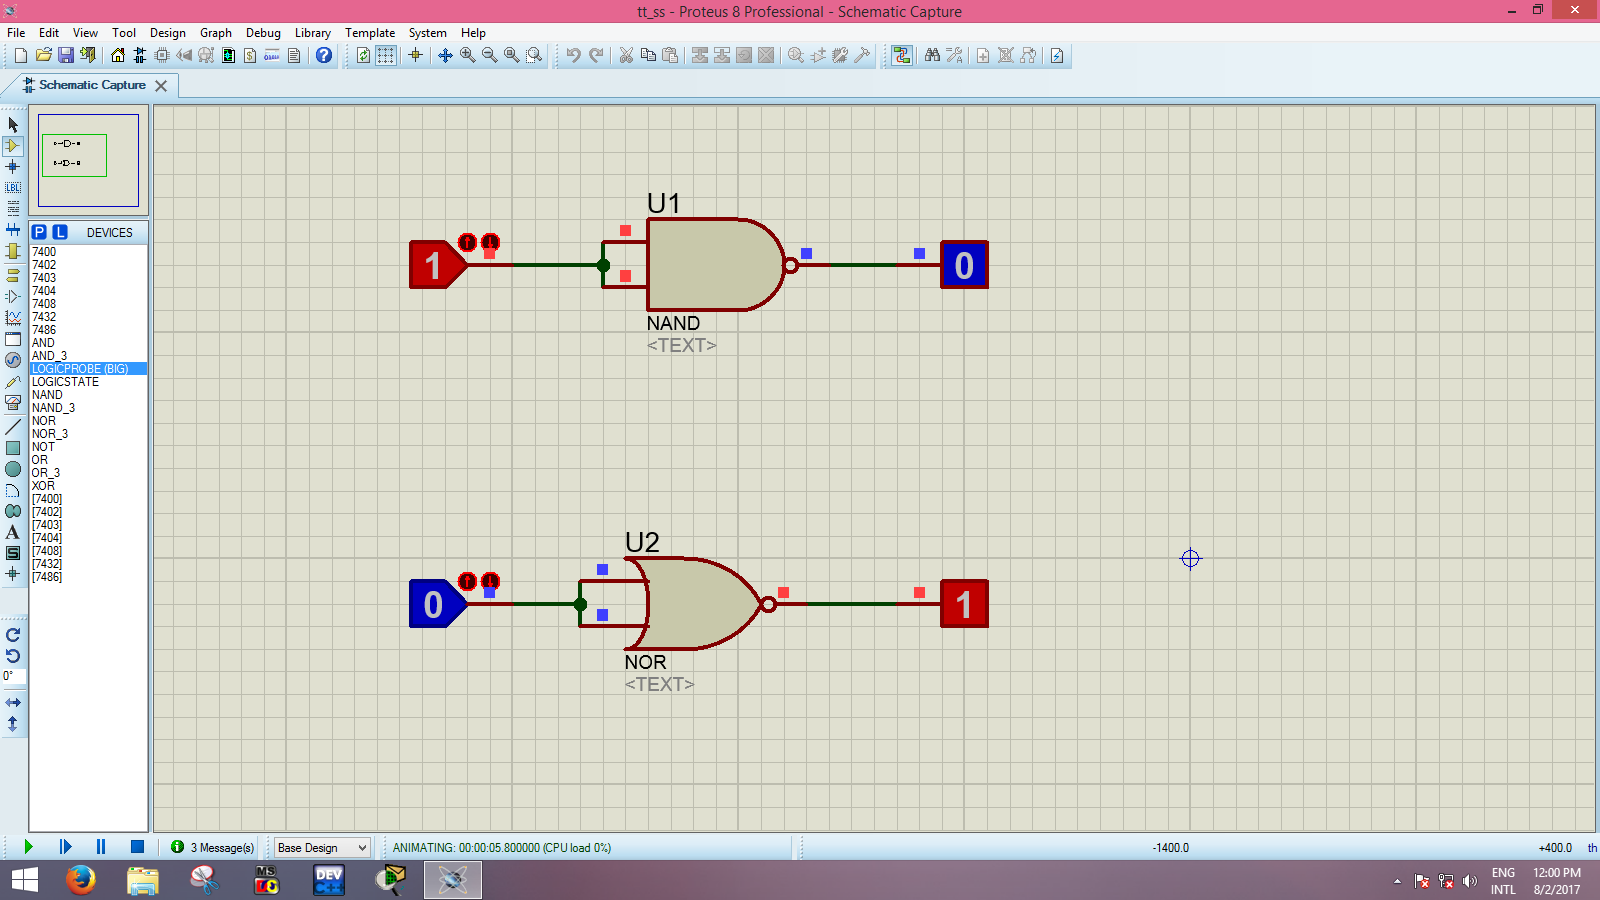 tt_ss - Proteus 8 Professional - Schematic Capture
File Edit View Tool Design Graph Debug Library Template System Help
Schematic Capture
P L DEVICES
7400
7402
7403
7404
7408
7432
7486
AND
AND_3
LOGICPROBE (BIG)
LOGICSTATE
NAND
NAND_3
NOR
NOR_3
NOT
OR
OR_3
XOR
[7400]
[7402]
[7403]
[7404]
[7408]
[7432]
[7486]
LBL
A
S
0°
U1
1
0
NAND
<TEXT>
U2
0
1
NOR
<TEXT>
3 Message(s)
Base Design
ANIMATING: 00:00:05.800000 (CPU load 0%)
-1400.0
+400.0 th
MS
DEV
C++
ENG
INTL
12:00 PM
8/2/2017